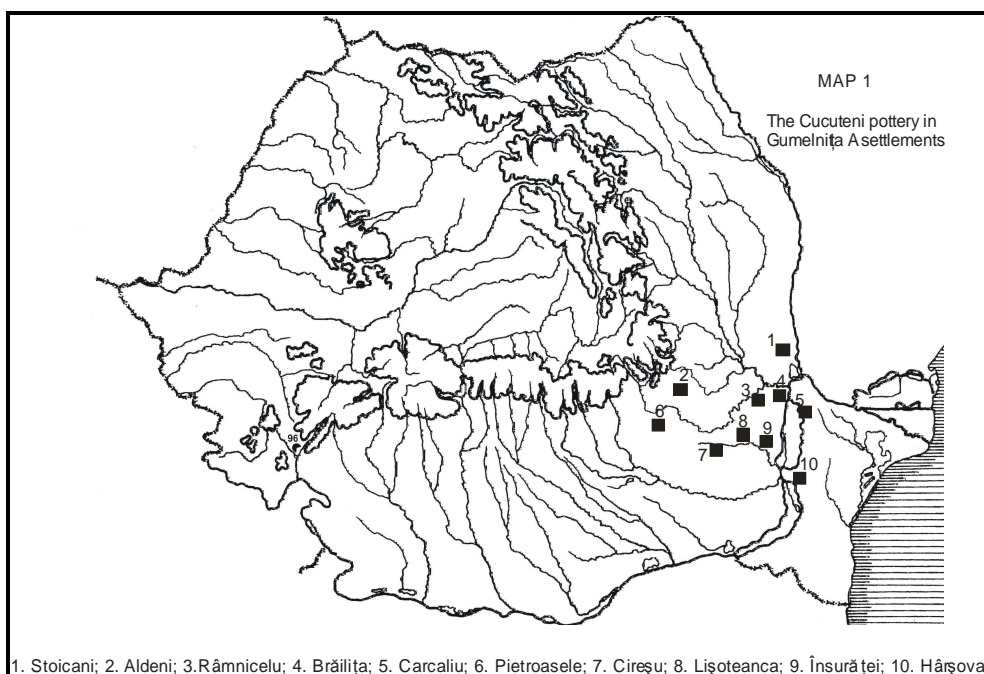 MAP 1
The Cucuteni pottery in
Gumelnița A settlements
1
2
3
4
5
6
7
8
9
10
96
1. Stoicani; 2. Aldeni; 3.Râmnicelu; 4. Brăilița; 5. Carcaliu; 6. Pietroasele; 7. Cireșu; 8. Lișoteanca; 9. Însurăței; 10. Hârșova